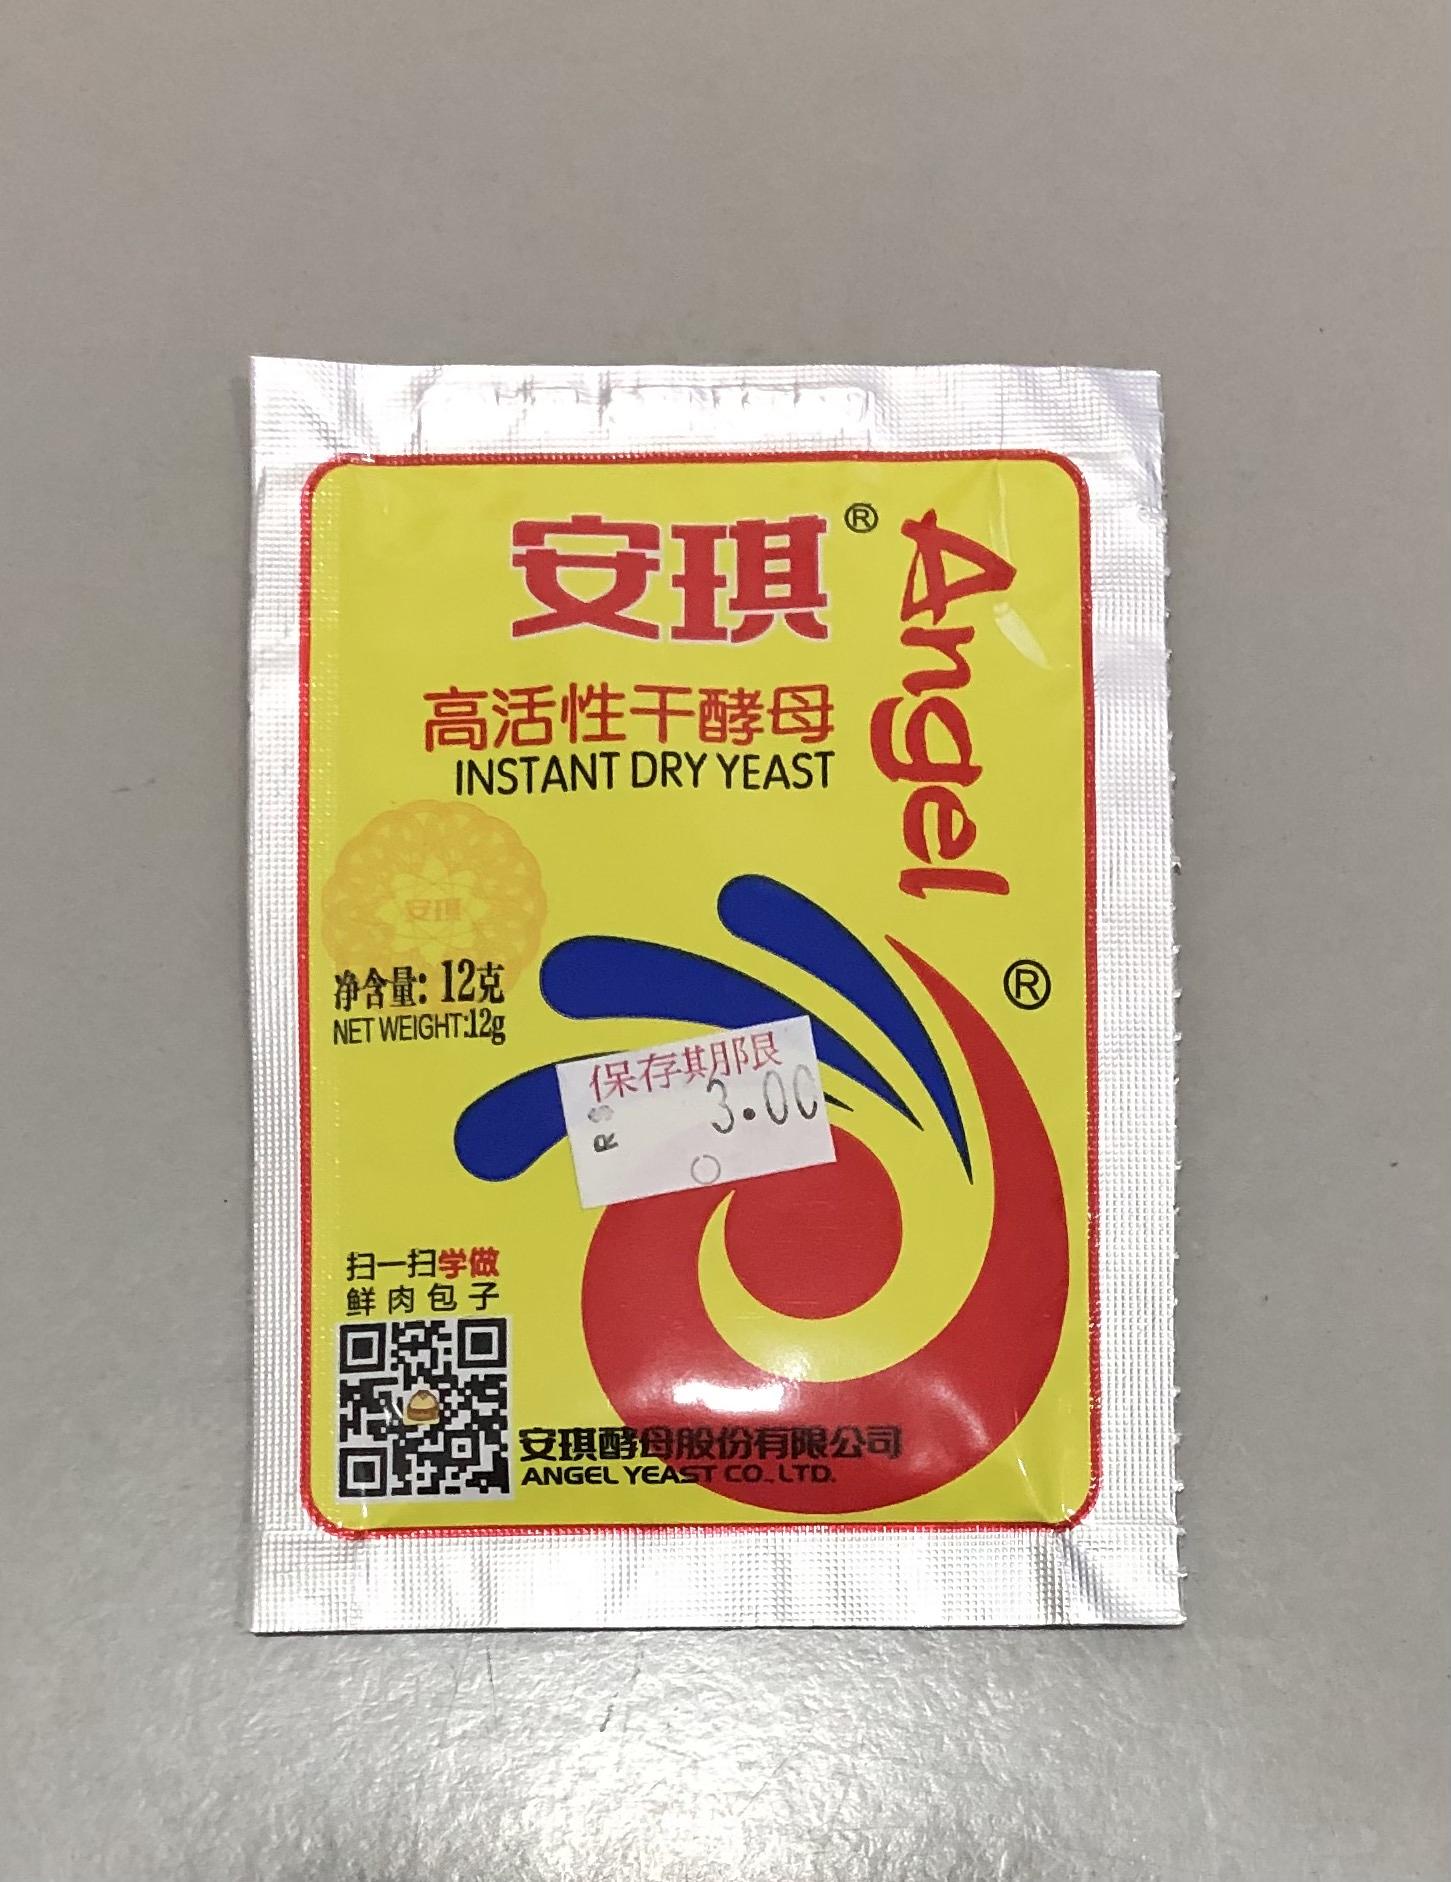 安琪®
Angel
®
高活性干酵母
INSTANT DRY YEAST
安琪
净含量: 12克
NET WEIGHT:12g
保存期限
R$ 3.00
扫一扫学做
鲜肉包子
安琪酵母股份有限公司
ANGEL YEAST CO., LTD.